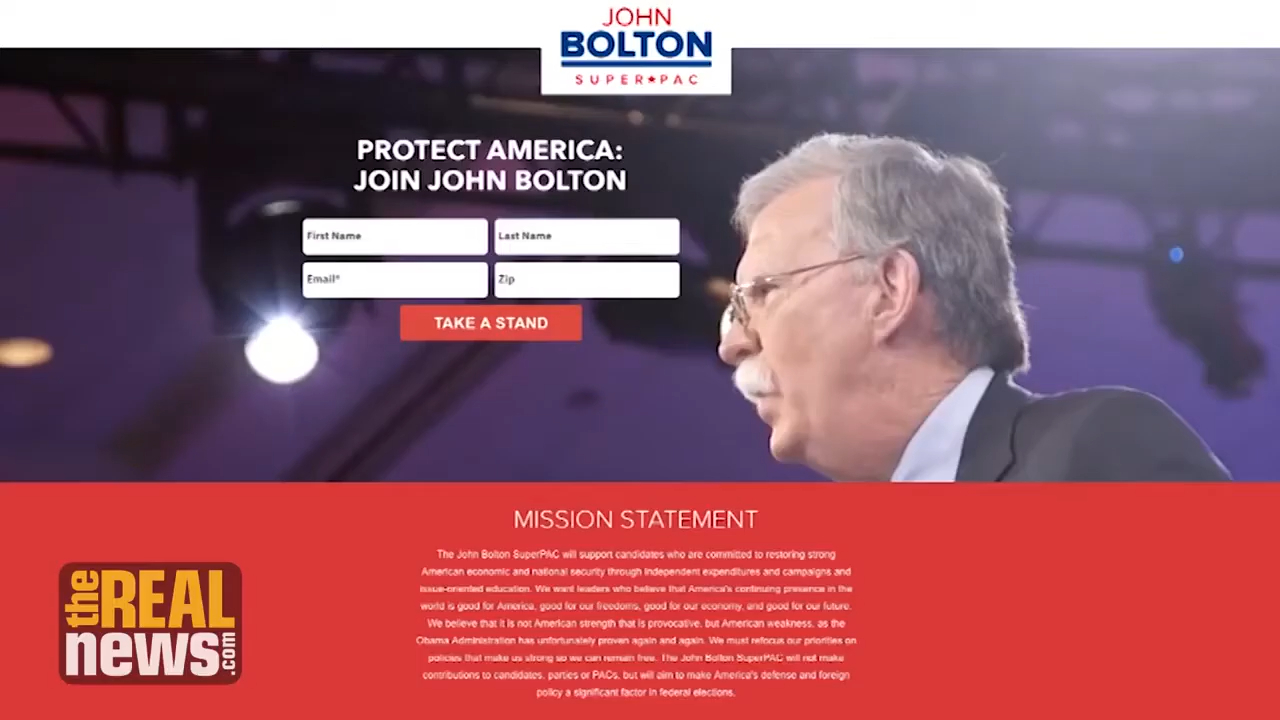 JOHN
BOLTON
SUPER★PAC
PROTECT AMERICA:
JOIN JOHN BOLTON
First Name
Last Name
Email*
Zip
TAKE A STAND
MISSION STATEMENT
The John Bolton SuperPAC will support candidates who are committed to restoring strong
American economic and national security through independent expenditures and campaigns and
issue-oriented education. We want leaders who believe that America's continuing presence in the
world is good for America, good for our freedoms, good for our economy, and good for our future.
We believe that it is not American strength that is provocative, but American weakness, as the
Obama Administration has unfortunately proven again and again. We must refocus our priorities on
policies that make us strong so we can remain free. The John Bolton SuperPAC will not make
contributions to candidates, parties or PACs, but will aim to make America's defense and foreign
policy a significant factor in federal elections.
the REAL
news.com